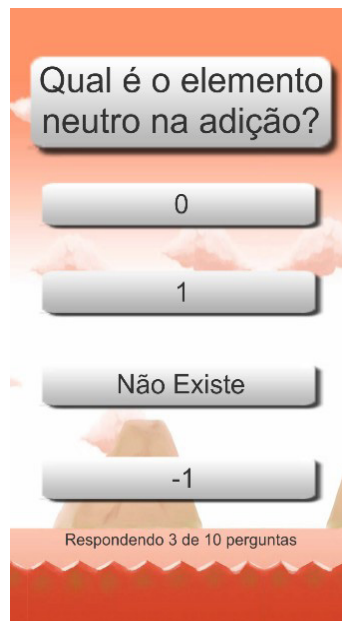 Qual é o elemento
neutro na adição?
0
1
Não Existe
-1
Respondendo 3 de 10 perguntas